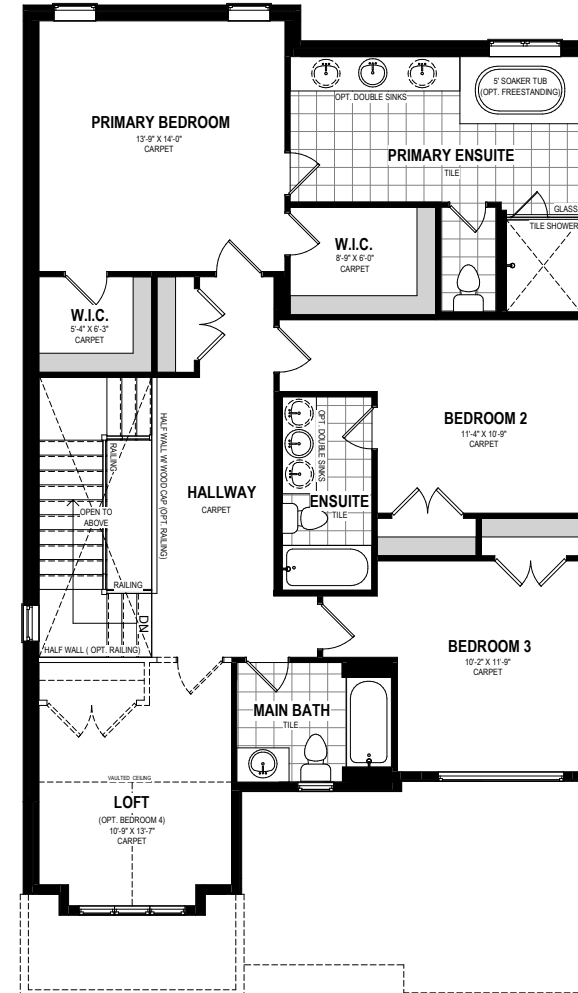 PRIMARY BEDROOM
13'-9" X 14'-0"
CARPET
OPT. DOUBLE SINKS
5' SOAKER TUB
(OPT. FREESTANDING)
PRIMARY ENSUITE
TILE
GLASS
TILE SHOWER
W.I.C.
8'-9" X 6'-0"
CARPET
W.I.C.
5'-4" X 6'-3"
CARPET
BEDROOM 2
11'-4" X 10'-9"
CARPET
OPT. DOUBLE SINKS
ENSUITE
TILE
HALLWAY
CARPET
HALF WALL W WOOD CAP (OPT. RAILING)
RAILING
OPEN TO
ABOVE
RAILING
DN
HALF WALL ( OPT. RAILING)
BEDROOM 3
10'-2" X 11'-9"
CARPET
MAIN BATH
TILE
VAULTED CEILING
LOFT
(OPT. BEDROOM 4)
10'-9" X 13'-7"
CARPET